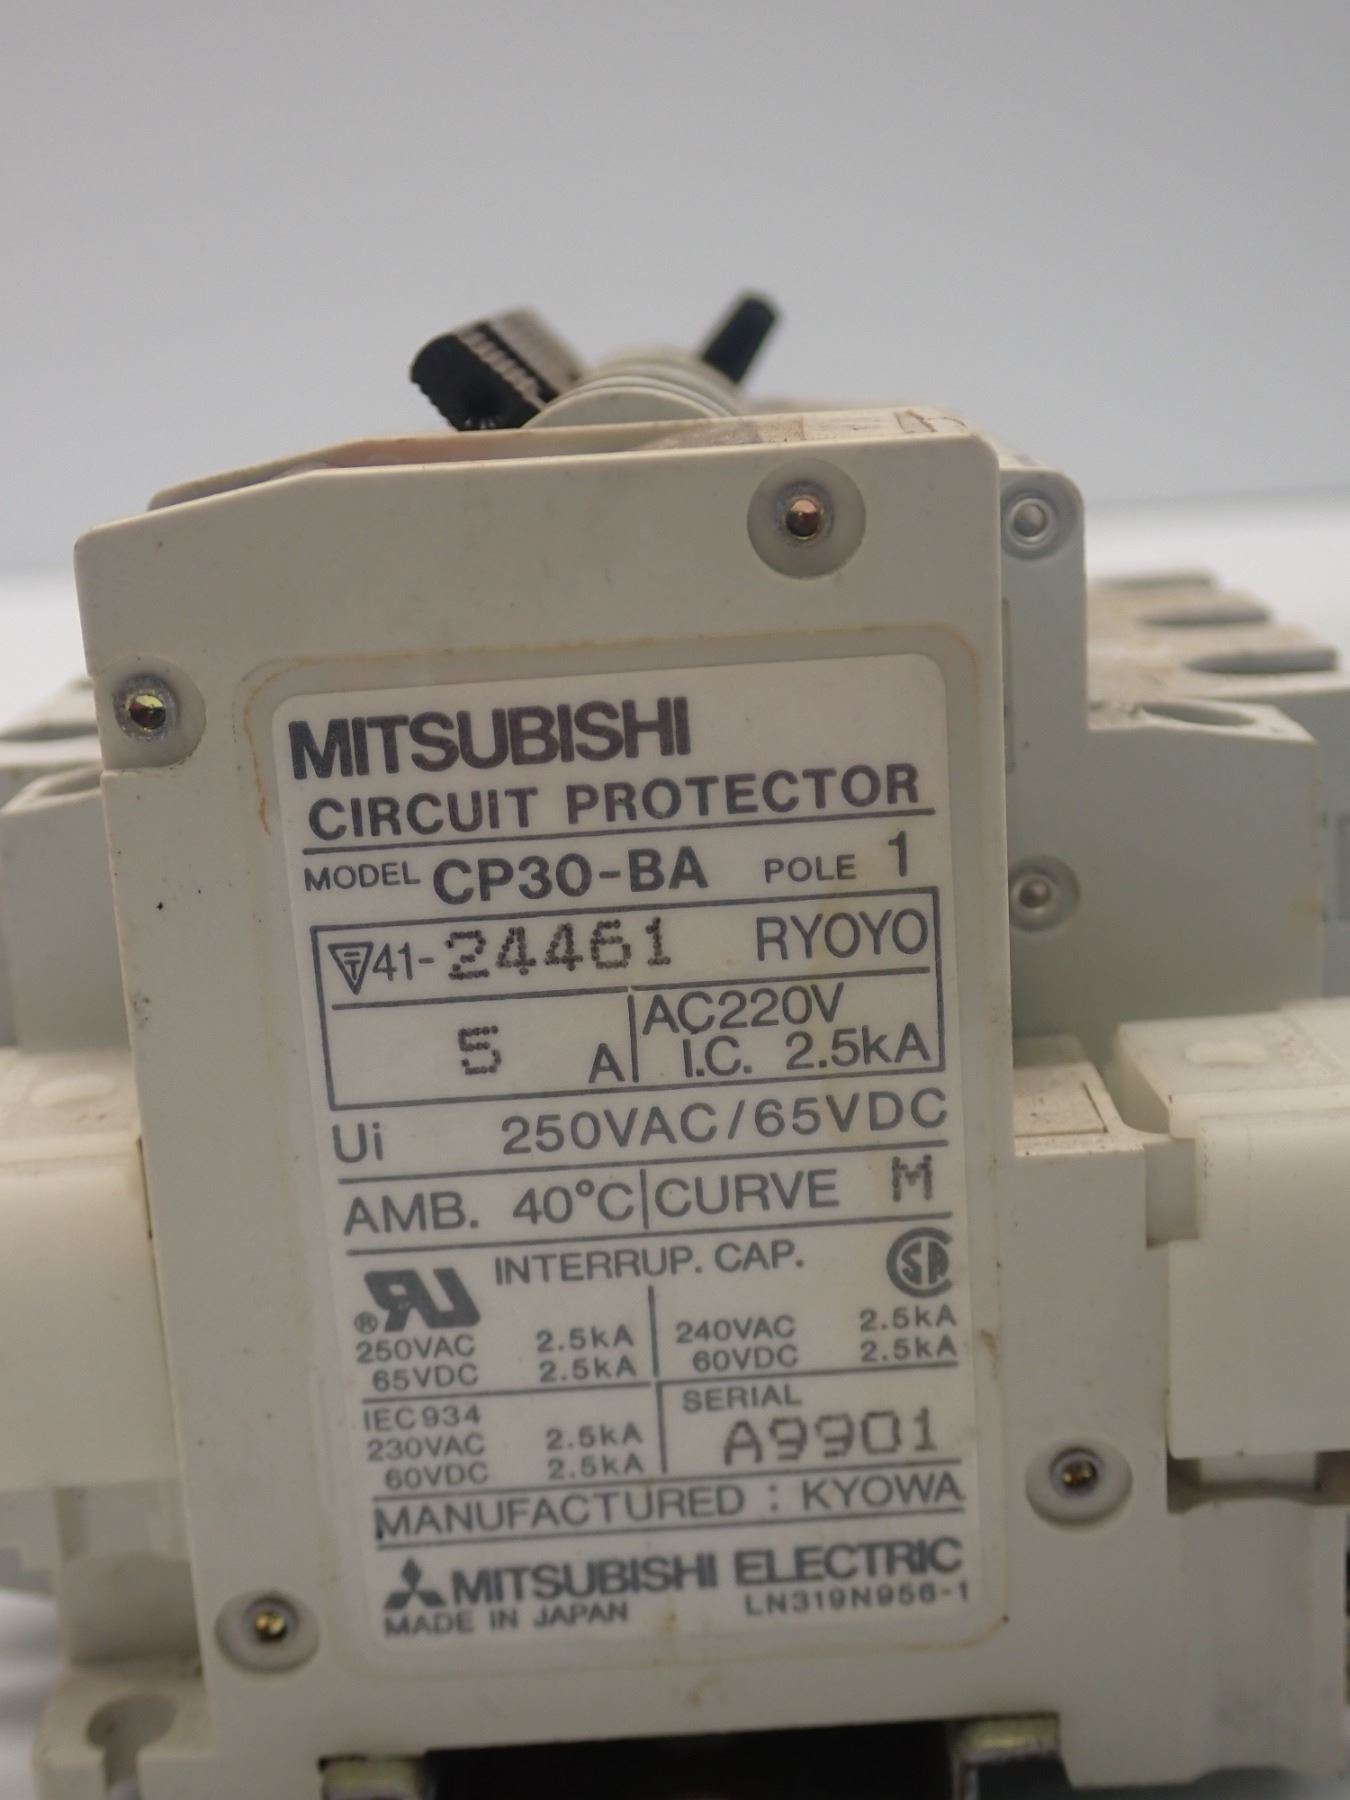 MITSUBISHI
CIRCUIT PROTECTOR
MODEL CP30-BA POLE 1
41-24461 RYOYO
5 A AC220V
I.C. 2.5kA
Ui 250VAC/65VDC
AMB. 40°C CURVE M
INTERRUP. CAP.
250VAC 2.5kA 240VAC 2.5kA
65VDC 2.5kA 60VDC 2.5kA
IEC934 SERIAL
230VAC 2.5kA A9901
60VDC 2.5kA
MANUFACTURED : KYOWA
MITSUBISHI ELECTRIC
MADE IN JAPAN LN319N956-1